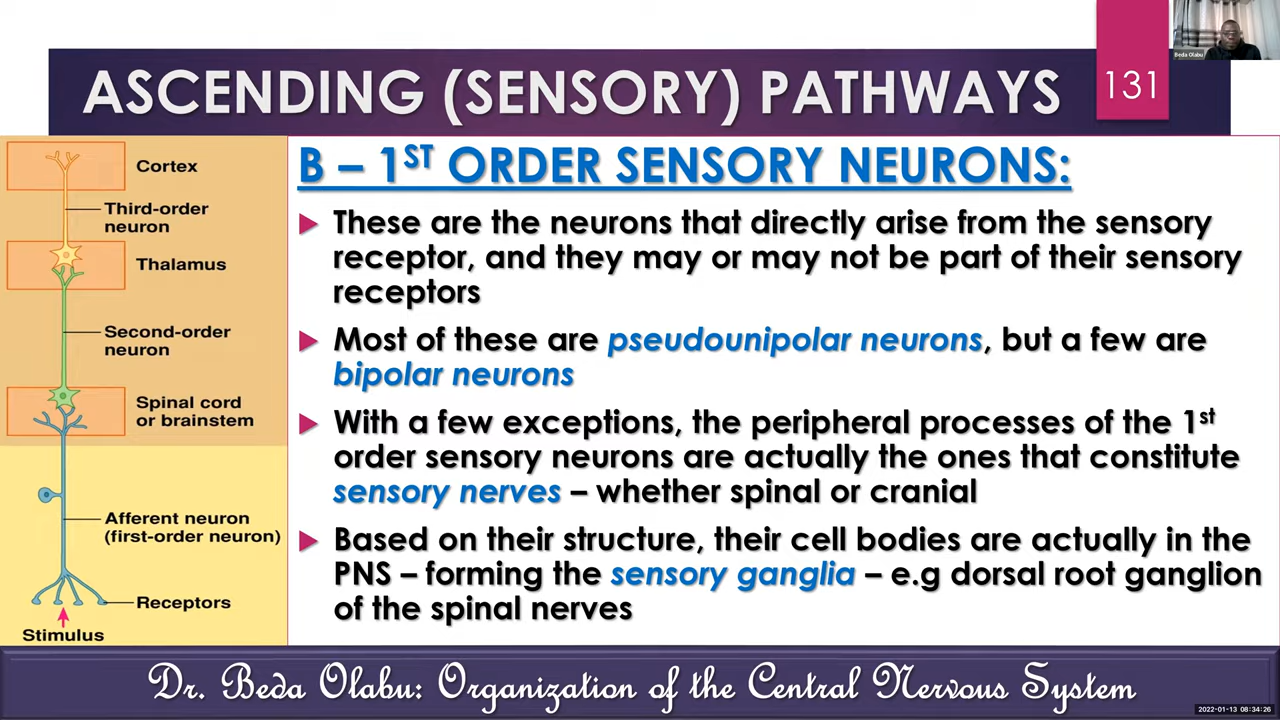 Beda Olabu
ASCENDING (SENSORY) PATHWAYS
131
Cortex
Third-order
neuron
Thalamus
Second-order
neuron
Spinal cord
or brainstem
Afferent neuron
(first-order neuron)
Receptors
Stimulus
B – 1ST ORDER SENSORY NEURONS:
These are the neurons that directly arise from the sensory
receptor, and they may or may not be part of their sensory
receptors
Most of these are pseudounipolar neurons, but a few are
bipolar neurons
With a few exceptions, the peripheral processes of the 1st
order sensory neurons are actually the ones that constitute
sensory nerves – whether spinal or cranial
Based on their structure, their cell bodies are actually in the
PNS – forming the sensory ganglia – e.g dorsal root ganglion
of the spinal nerves
Dr. Beda Olabu: Organization of the Central Nervous System
2022-01-13 08:34:26